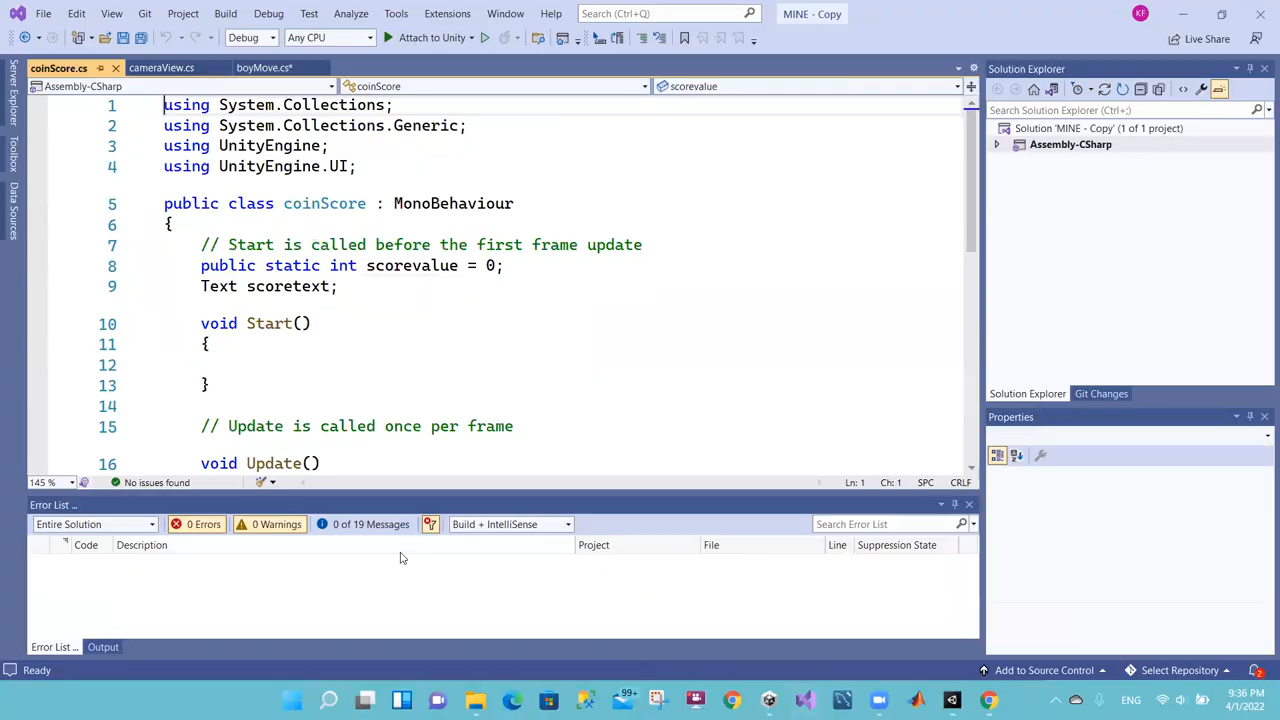 File Edit View Git Project Build Debug Test Analyze Tools Extensions Window Help Search (Ctrl+Q) MINE - Copy KF
Debug Any CPU Attach to Unity Live Share
coinScore.cs cameraView.cs boyMove.cs*
Assembly-CSharp coinScore scorevalue
Server Explorer
Toolbox
Data Sources
1 using System.Collections;
2 using System.Collections.Generic;
3 using UnityEngine;
4 using UnityEngine.UI;
5 public class coinScore : MonoBehaviour
6 {
7 // Start is called before the first frame update
8 public static int scorevalue = 0;
9 Text scoretext;
10 void Start()
11 {
12
13 }
14
15 // Update is called once per frame
16 void Update()
145 % No issues found Ln: 1 Ch: 1 SPC CRLF
Error List ...
Entire Solution 0 Errors 0 Warnings 0 of 19 Messages Build + IntelliSense Search Error List
Code Description Project File Line Suppression State
Error List ... Output
Solution Explorer
Search Solution Explorer (Ctrl+;)
Solution 'MINE - Copy' (1 of 1 project)
Assembly-CSharp
Solution Explorer Git Changes
Properties
Ready Add to Source Control Select Repository 2
99+ ENG 9:36 PM
4/1/2022